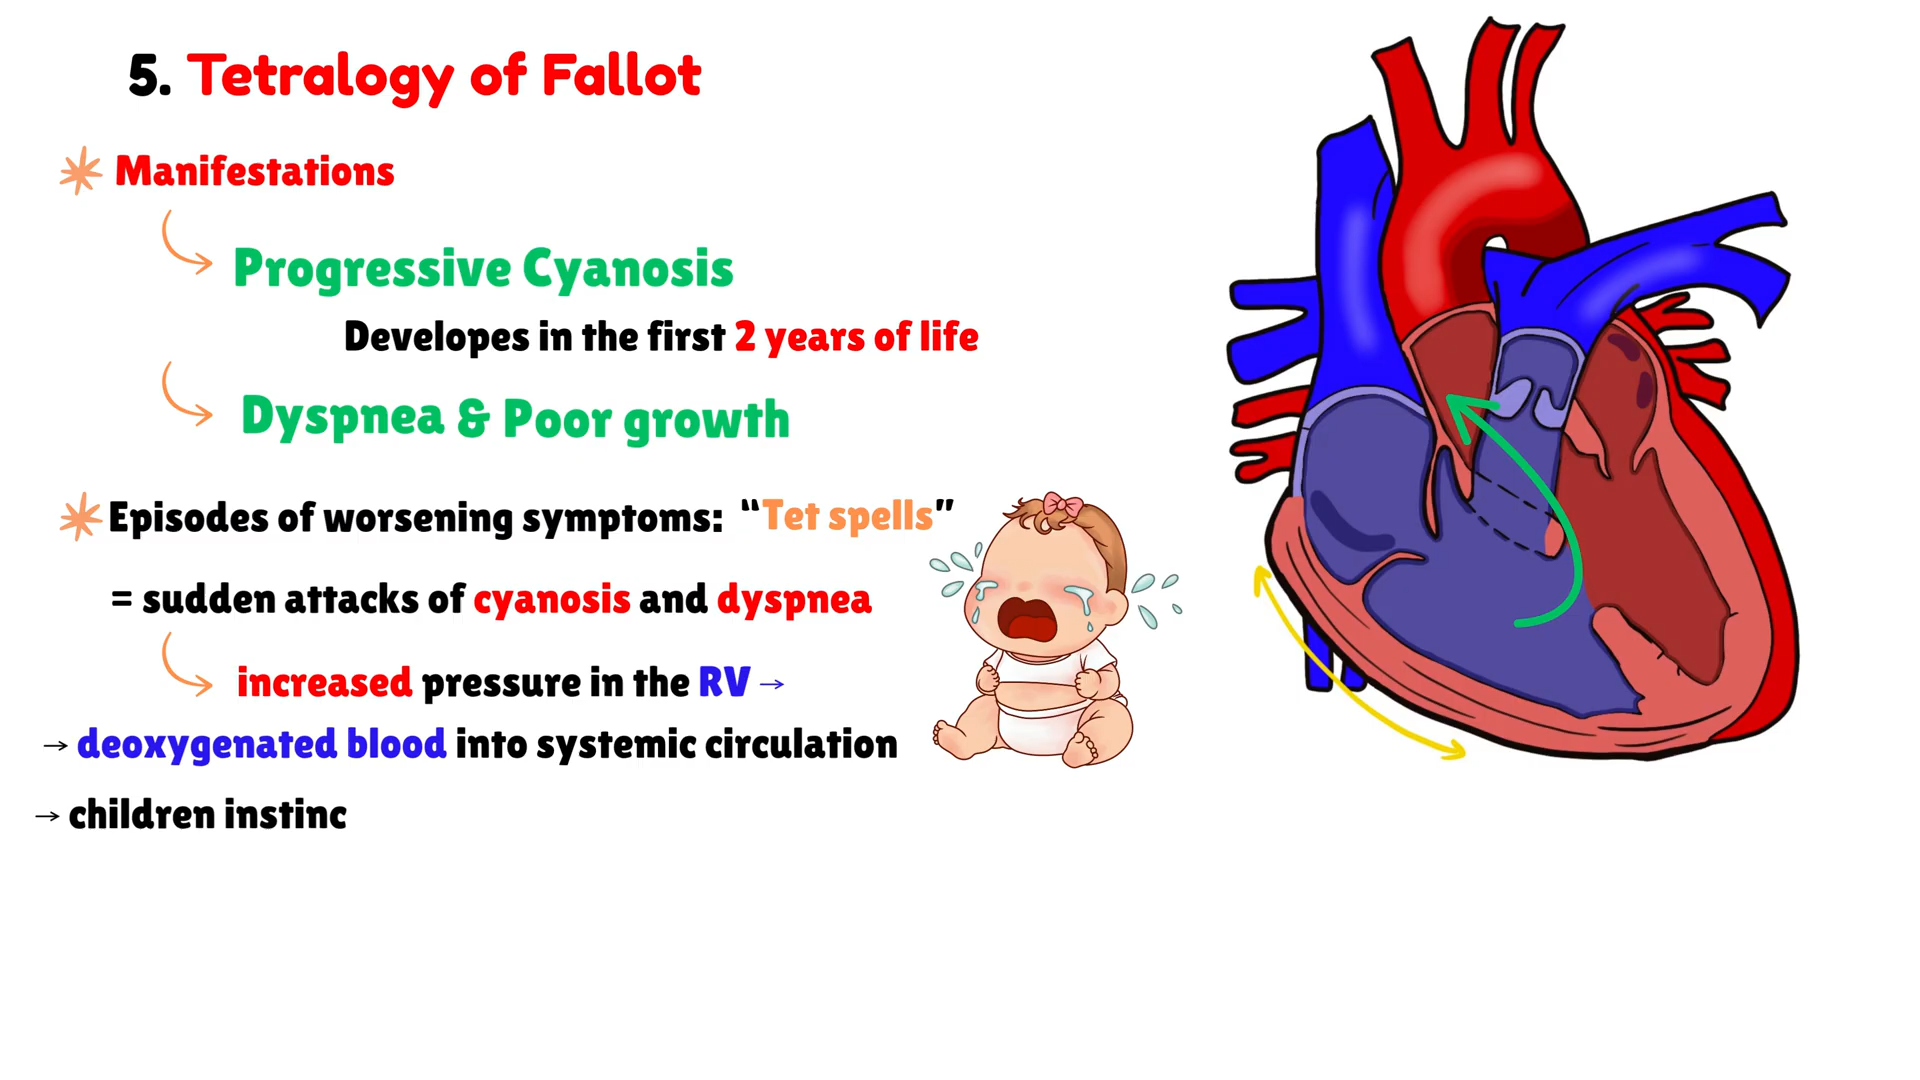 5. Tetralogy of Fallot
Manifestations
Progressive Cyanosis
Developes in the first 2 years of life
Dyspnea & Poor growth
Episodes of worsening symptoms: “Tet spells”
= sudden attacks of cyanosis and dyspnea
increased pressure in the RV →
→ deoxygenated blood into systemic circulation
→ children instinc